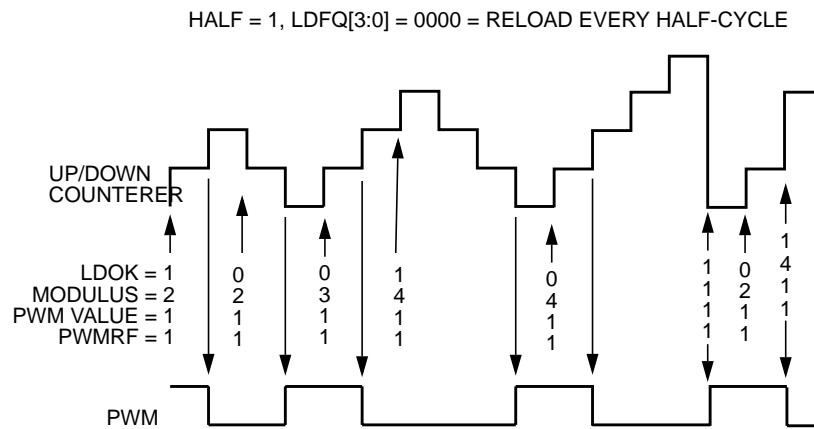 HALF = 1, LDFQ[3:0] = 0000 = RELOAD EVERY HALF-CYCLE
UP/DOWN
COUNTERER
LDOK = 1 0 0 1 0 1 0 1
MODULUS = 2 2 3 4 4 1 2 4
PWM VALUE = 1 1 1 1 1 1 1 1
PWMRF = 1 1 1 1 1 1 1 1
PWM